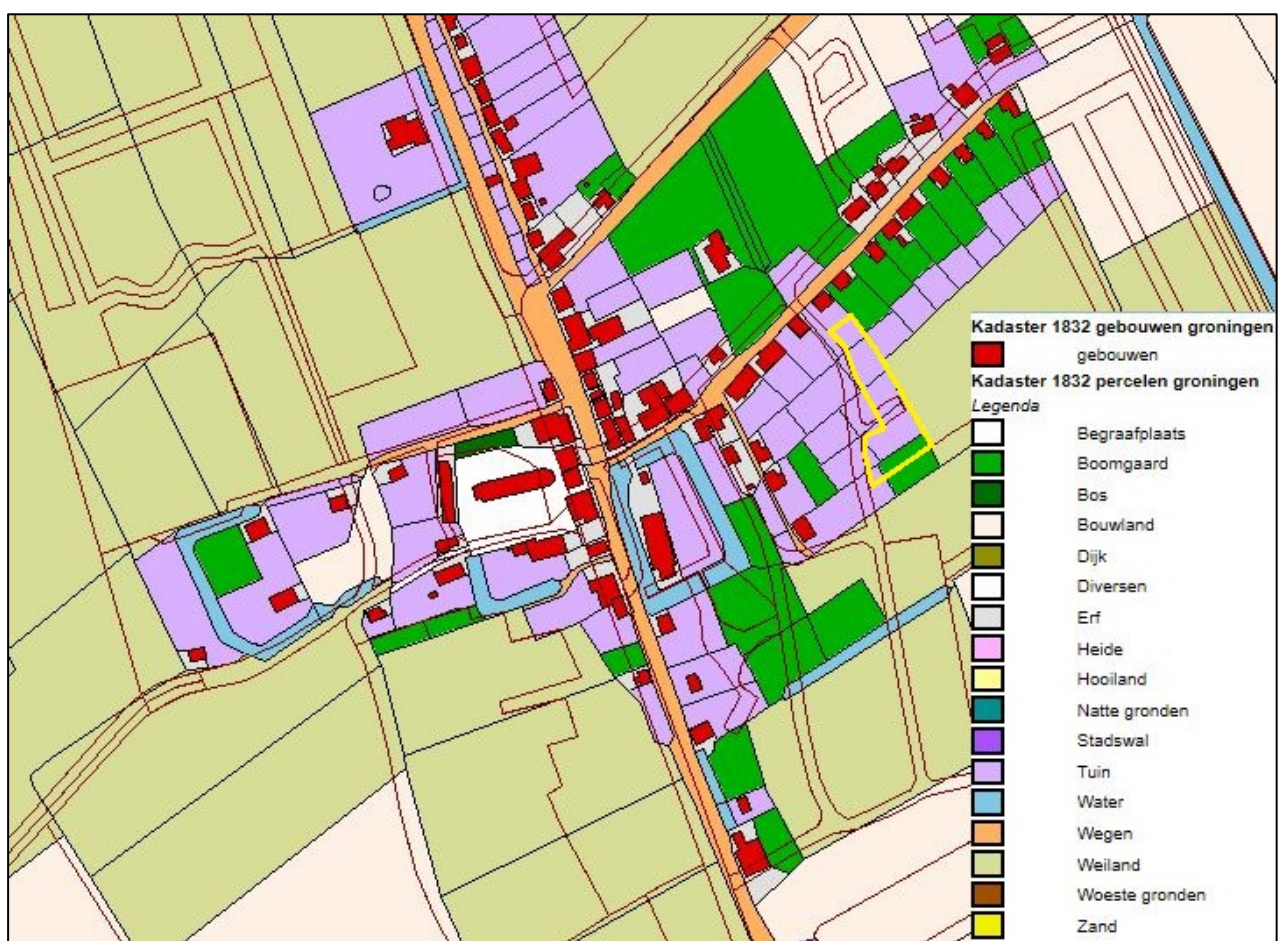 Kadaster 1832 gebouwen groningen
gebouwen
Kadaster 1832 percelen groningen
Legenda
Begraafplaats
Boomgaard
Bos
Bouwland
Dijk
Diversen
Erf
Heide
Hooiland
Natte gronden
Stadswal
Tuin
Water
Wegen
Weiland
Woeste gronden
Zand